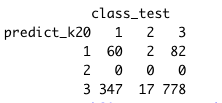 class_test
predict_k20 1 2 3
1 60 2 82
2 0 0 0
3 347 17 778